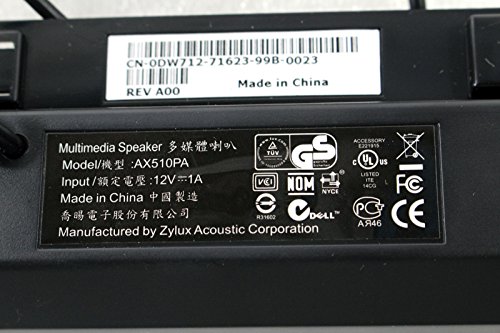 CN-0DW712-71623-99B-0023
REV A00
Made in China
Multimedia Speaker 多媒體喇叭
Model/機型:AX510PA
Input/額定電壓:12V⎓1A
Made in China 中國製造
喬暘電子股份有限公司
Manufactured by Zylux Acoustic Corporation
TÜV
GS
VCI
R31602
NOM
NYCE
DELL
ACCESSORY
E221915
c UL US
LISTED
ITE
14CG
FC
CE
АЯ46